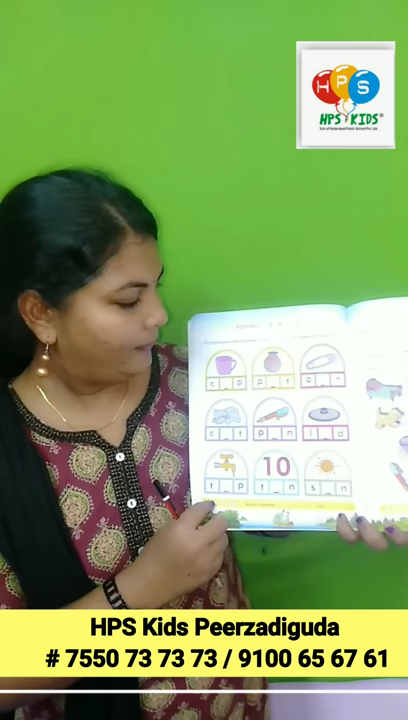 H P S
HPS KIDS
HPS Kids Peerzadiguda
# 7550 73 73 73 / 9100 65 67 61
c _ p
p _ t
p _ n
c _ t
p _ n
t _ p
10
t _ n
s _ n